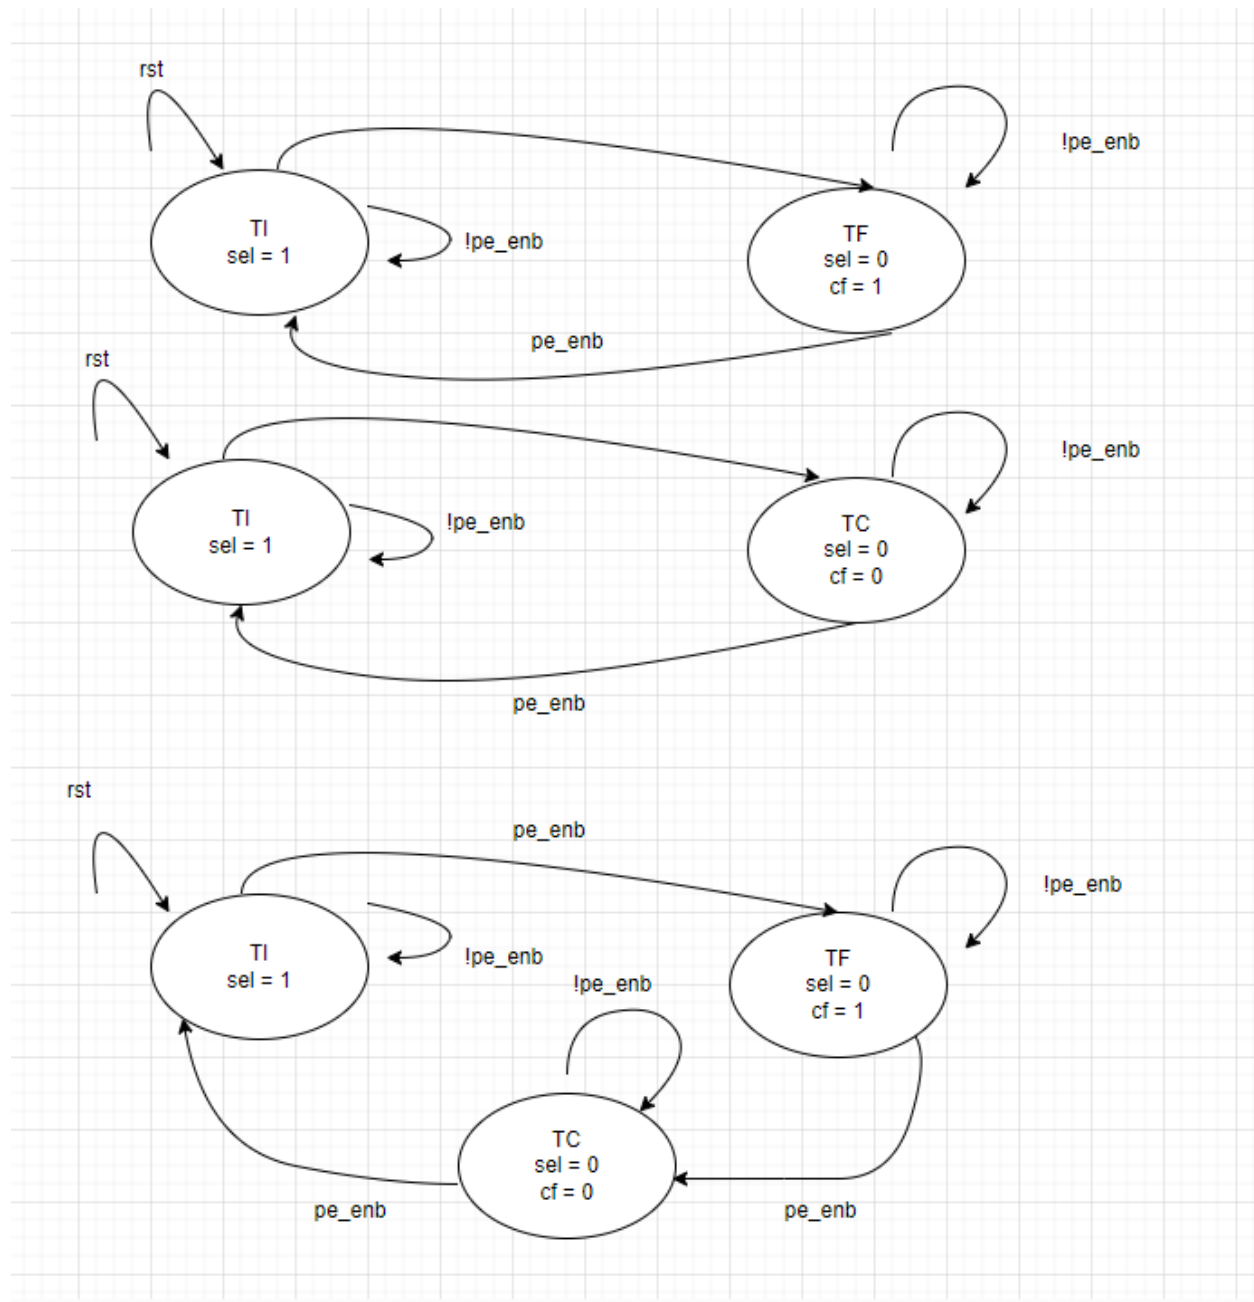 rst
!pe_enb
TI
sel = 1
!pe_enb
TF
sel = 0
cf = 1
pe_enb
rst
!pe_enb
TI
sel = 1
!pe_enb
TC
sel = 0
cf = 0
pe_enb
rst
pe_enb
!pe_enb
TI
sel = 1
!pe_enb
TF
sel = 0
cf = 1
!pe_enb
TC
sel = 0
cf = 0
pe_enb
pe_enb